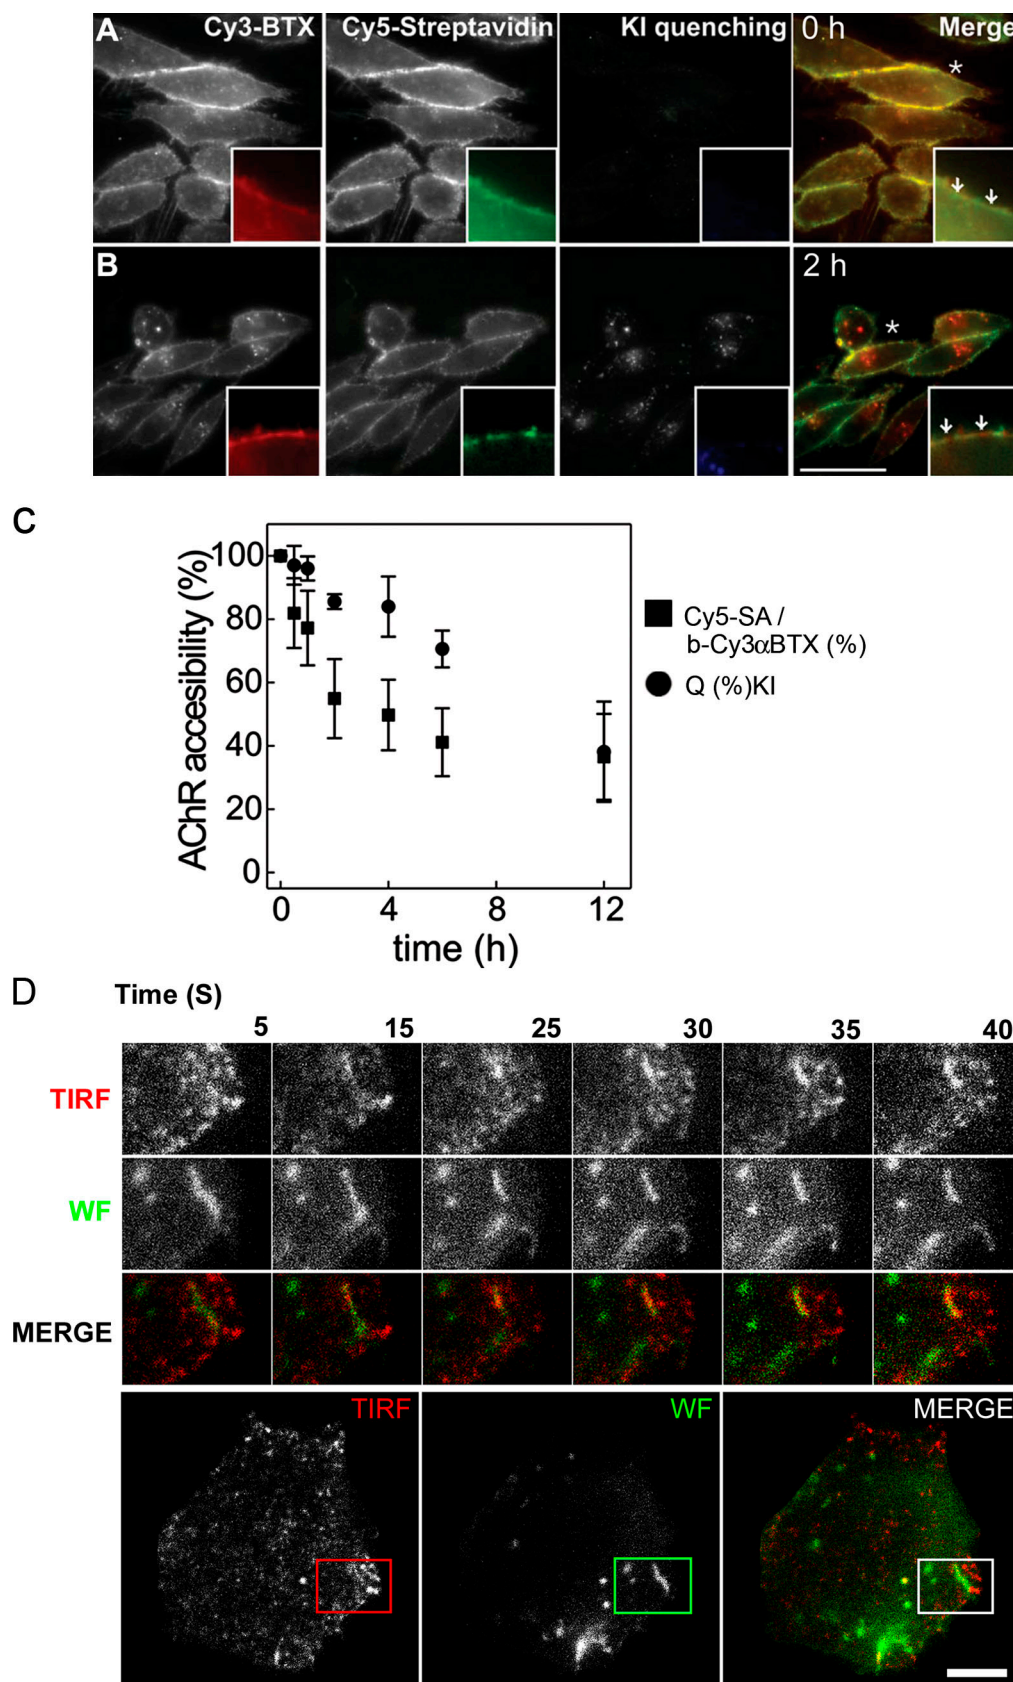 A Cy3-BTX Cy5-Streptavidin KI quenching 0 h Merge
*
B 2 h
*
C
AChR accesibility (%)
100
80
60
40
20
0
0 4 8 12
time (h)
Cy5-SA /
b-Cy3αBTX (%)
Q (%)KI
D Time (S)
5 15 25 30 35 40
TIRF
WF
MERGE
TIRF WF MERGE